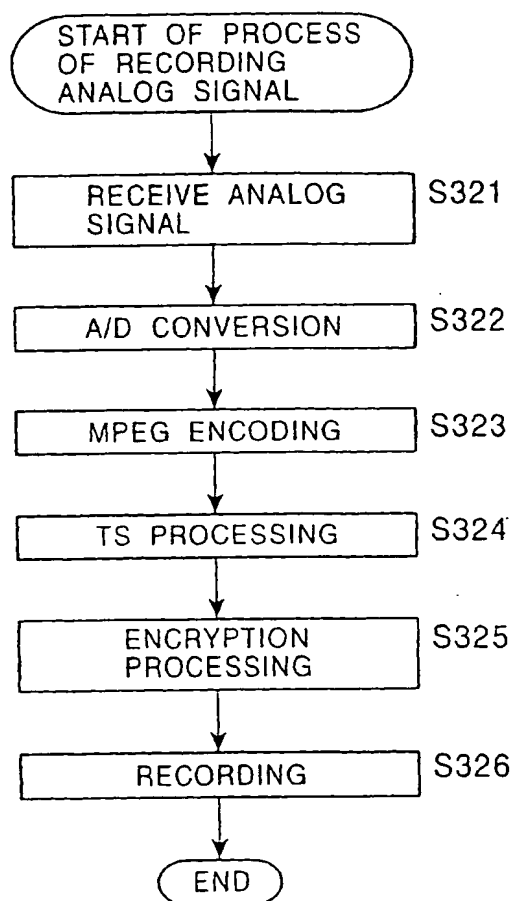 START OF PROCESS
OF RECORDING
ANALOG SIGNAL
RECEIVE ANALOG
SIGNAL
S321
A/D CONVERSION
S322
MPEG ENCODING
S323
TS PROCESSING
S324
ENCRYPTION
PROCESSING
S325
RECORDING
S326
END